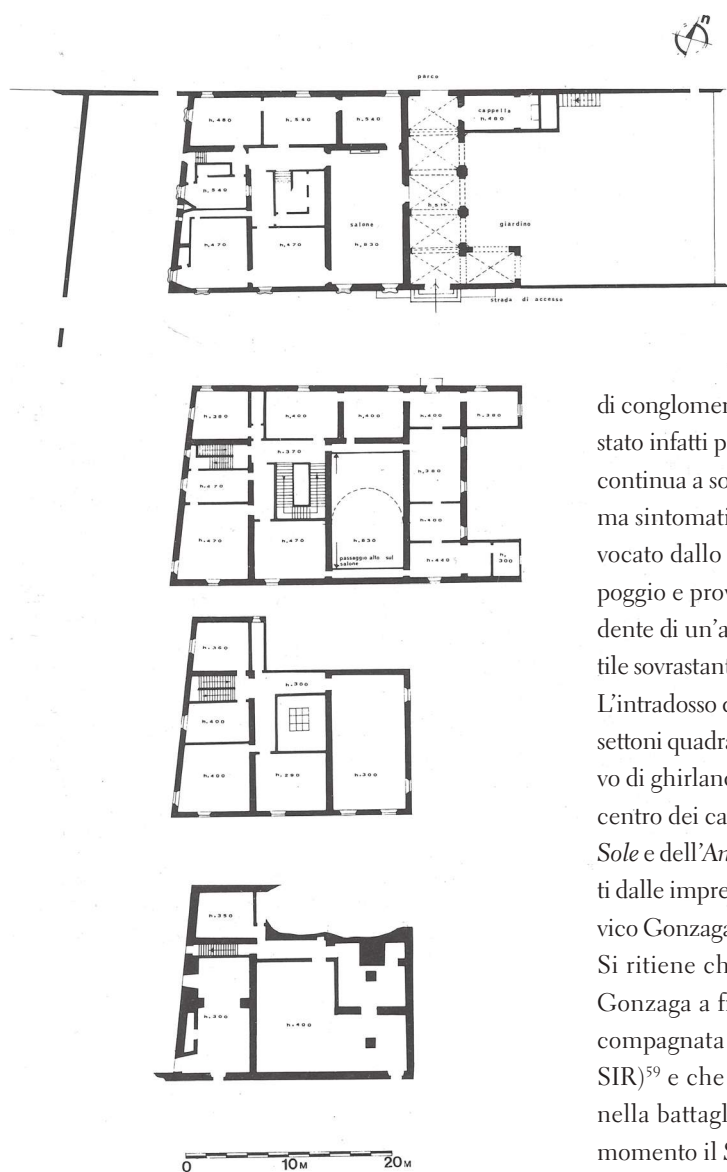 n
parco
h.480
h.540
h.540
cappella
h.480
h.540
salone
giardino
h.470
h.470
h.830
strada di accesso
h.380
h.400
h.400
h.400
h.380
h.370
h.470
h.380
h.400
h.470
h.470
h.830
h.440
h.
300
passaggio alto sul
salone
h.360
h.300
h.400
h.400
h.280
h.300
h.350
h.300
h.400
0 10M 20M
di conglomer
stato infatti p
continua a so
ma sintomati
vocato dallo
poggio e prov
dente di un'a
tile sovrastant
L'intradosso c
settoni quadra
vo di ghirland
centro dei ca
Sole e dell'An
ti dalle impre
vico Gonzaga
Si ritiene ch
Gonzaga a fi
compagnata
SIR)59 e che
nella battagl
momento il S